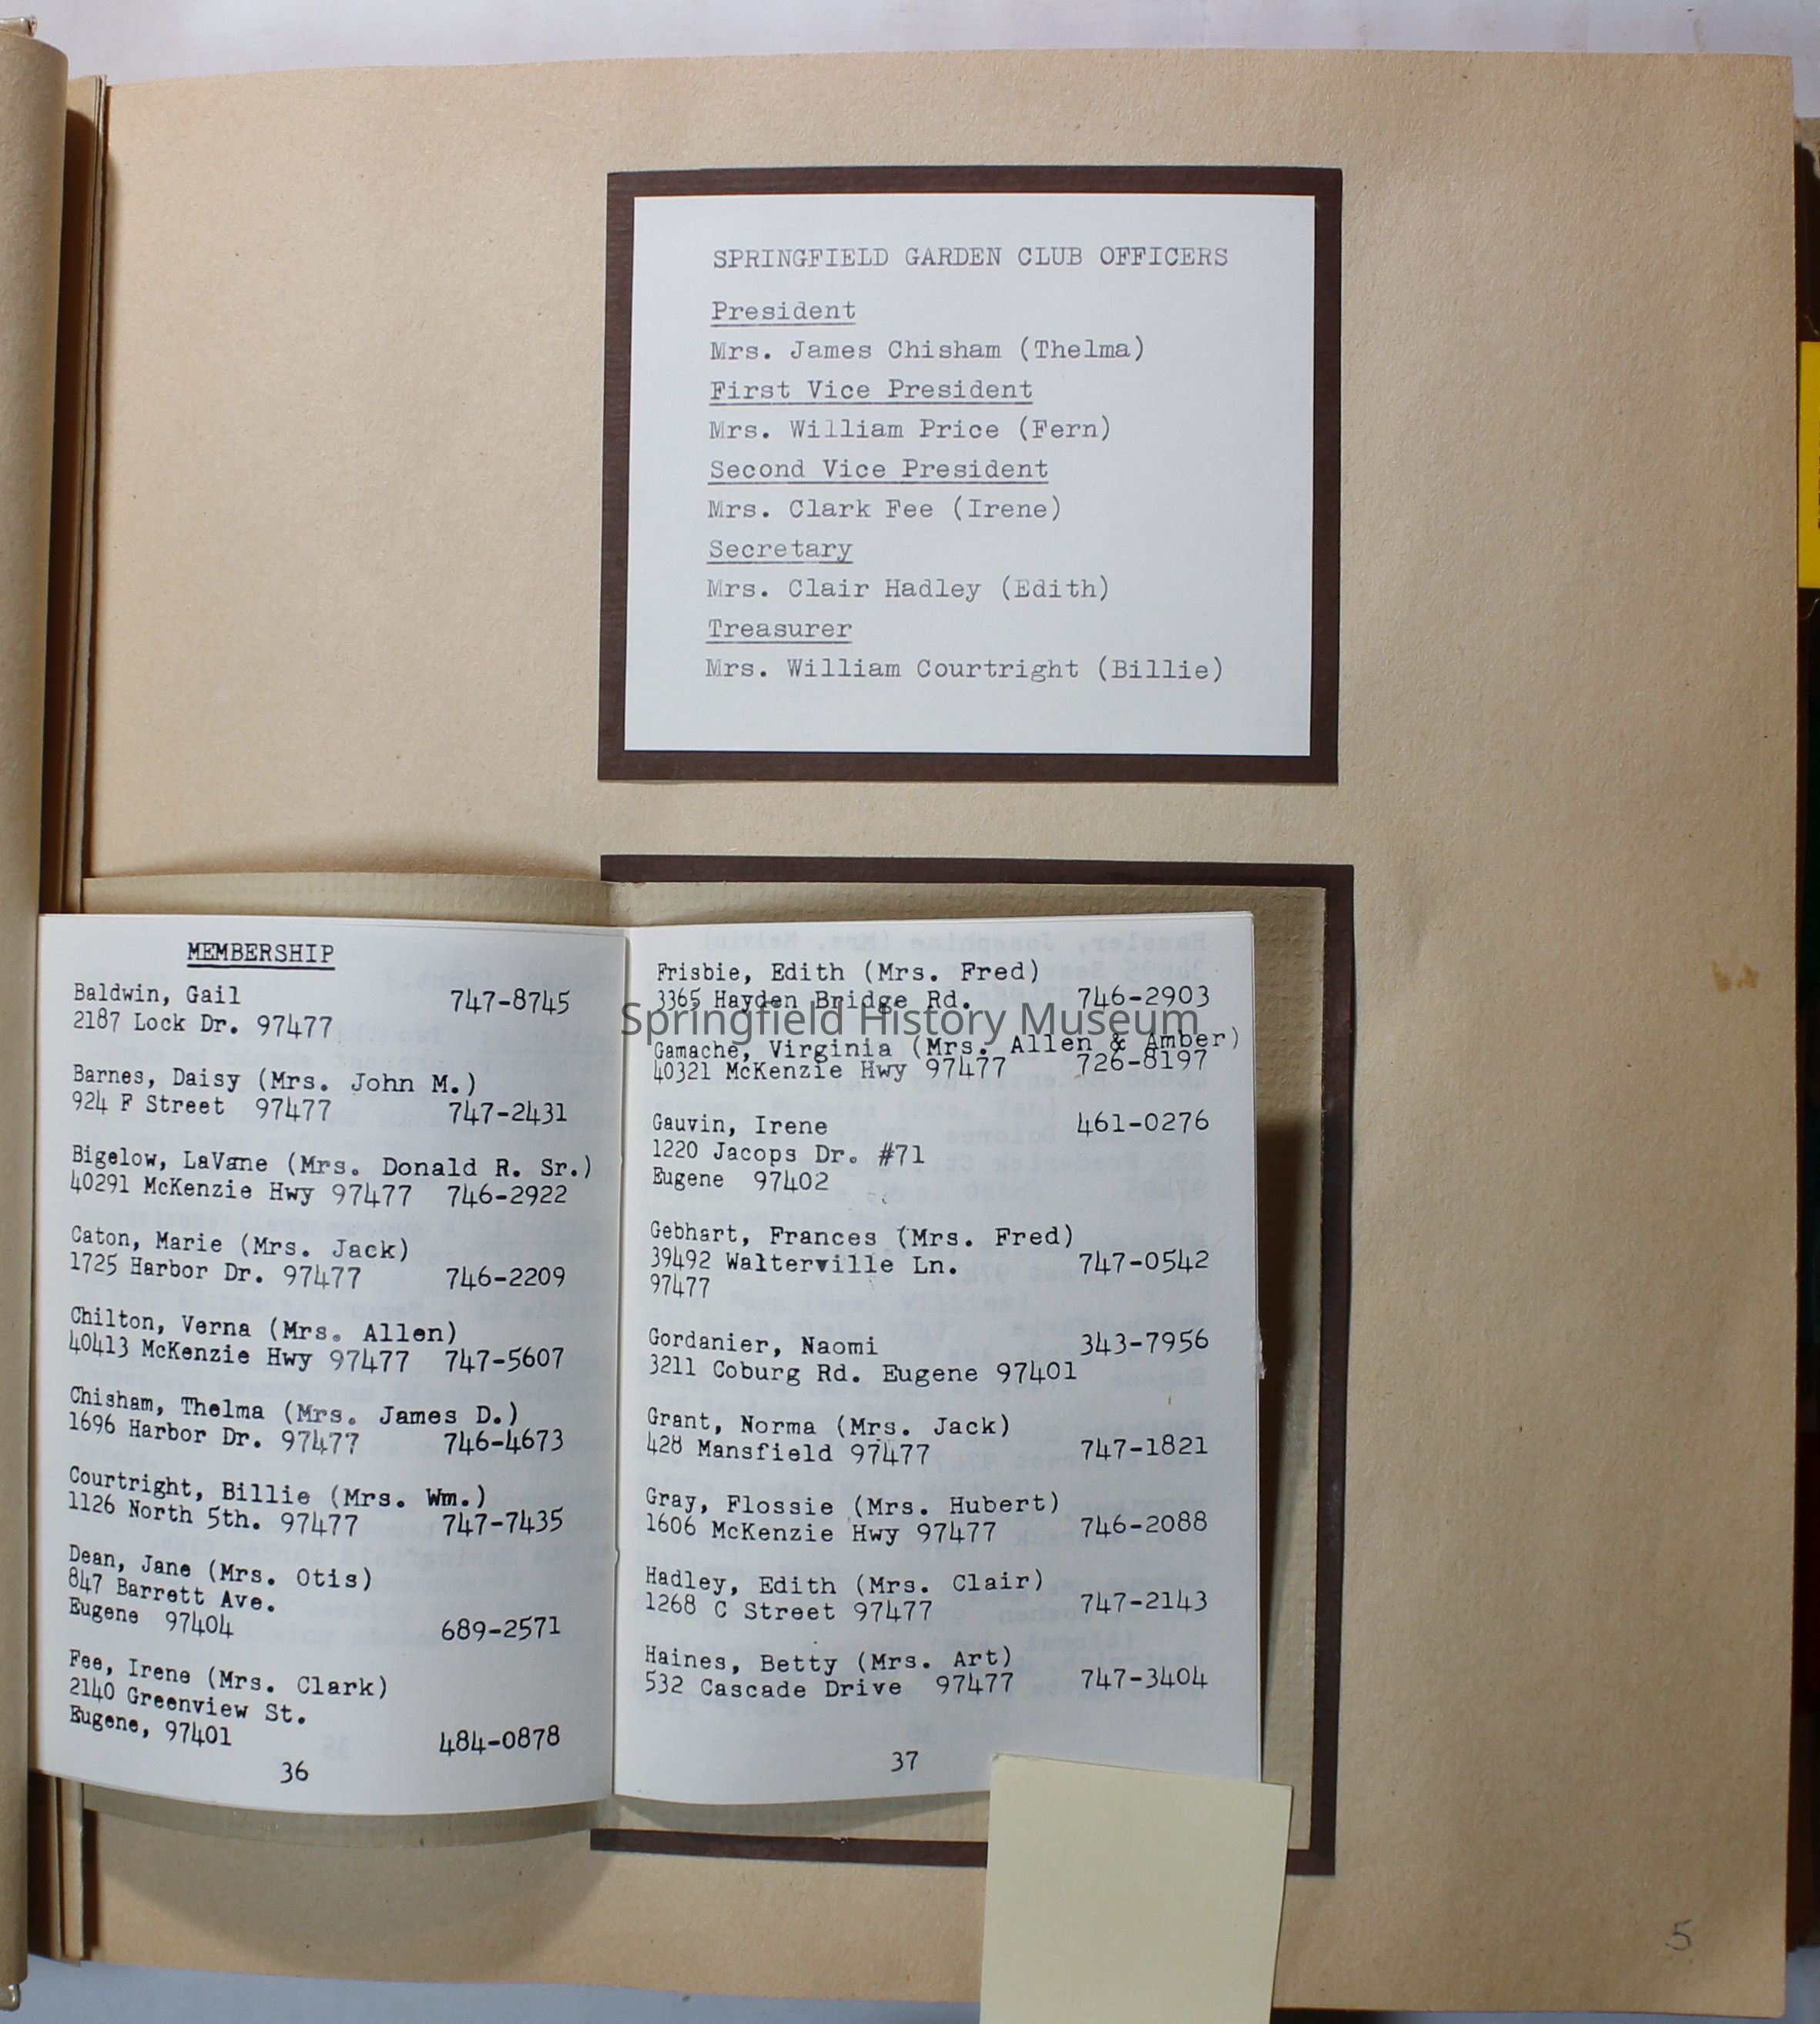 SPRINGFIELD GARDEN CLUB OFFICERS
President
Mrs. James Chisham (Thelma)
First Vice President
Mrs. William Price (Fern)
Second Vice President
Mrs. Clark Fee (Irene)
Secretary
Mrs. Clair Hadley (Edith)
Treasurer
Mrs. William Courtright (Billie)
MEMBERSHIP
Baldwin, Gail 747-8745
2187 Lock Dr. 97477
Barnes, Daisy (Mrs. John M.)
924 F Street 97477 747-2431
Bigelow, LaVane (Mrs. Donald R. Sr.)
40291 McKenzie Hwy 97477 746-2922
Caton, Marie (Mrs. Jack)
1725 Harbor Dr. 97477 746-2209
Chilton, Verna (Mrs. Allen)
40413 McKenzie Hwy 97477 747-5607
Chisham, Thelma (Mrs. James D.)
1696 Harbor Dr. 97477 746-4673
Courtright, Billie (Mrs. Wm.)
1126 North 5th. 97477 747-7435
Dean, Jane (Mrs. Otis)
847 Barrett Ave.
Eugene 97404 689-2571
Fee, Irene (Mrs. Clark)
2140 Greenview St.
Eugene, 97401 484-0878
36
Frisbie, Edith (Mrs. Fred)
3365 Hayden Bridge Rd. 746-2903
Springfield History Museum
Gamache, Virginia (Mrs. Allen & Amber)
40321 McKenzie Hwy 97477 726-8197
Gauvin, Irene 461-0276
1220 Jacops Dr. #71
Eugene 97402
Gebhart, Frances (Mrs. Fred)
39492 Walterville Ln. 747-0542
97477
Gordanier, Naomi 343-7956
3211 Coburg Rd. Eugene 97401
Grant, Norma (Mrs. Jack)
428 Mansfield 97477 747-1821
Gray, Flossie (Mrs. Hubert)
1606 McKenzie Hwy 97477 746-2088
Hadley, Edith (Mrs. Clair)
1268 C Street 97477 747-2143
Haines, Betty (Mrs. Art)
532 Cascade Drive 97477 747-3404
37
5